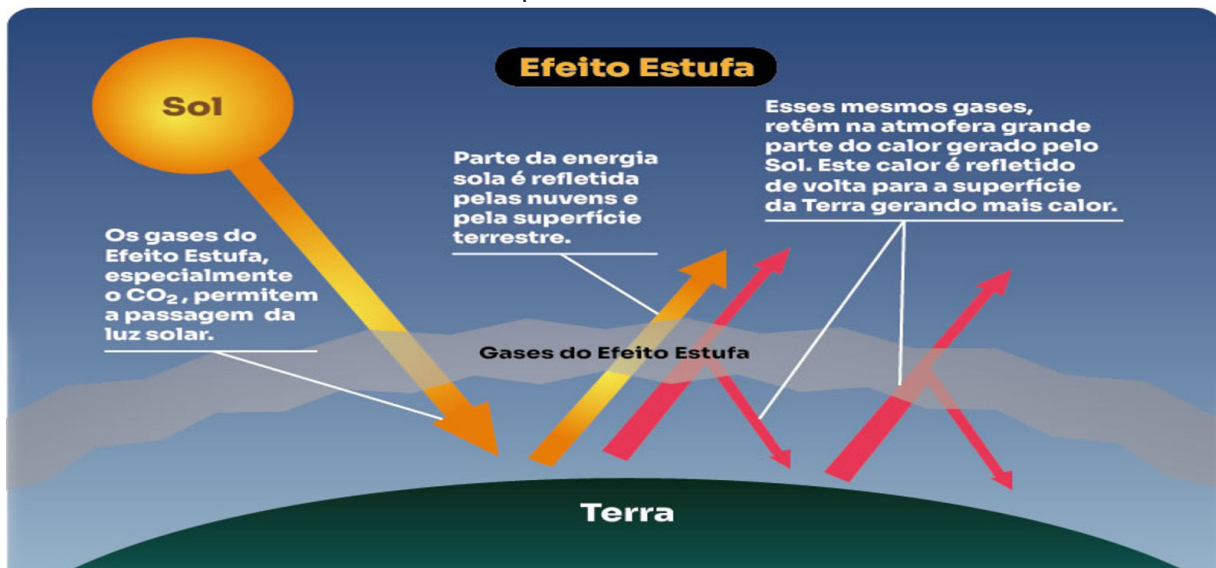 Efeito Estufa
Sol
Os gases do
Efeito Estufa,
especialmente
o CO₂, permitem
a passagem da
luz solar.
Parte da energia
sola é refletida
pelas nuvens e
pela superfície
terrestre.
Esses mesmos gases,
retêm na atmofera grande
parte do calor gerado pelo
Sol. Este calor é refletido
de volta para a superfície
da Terra gerando mais calor.
Gases do Efeito Estufa
Terra